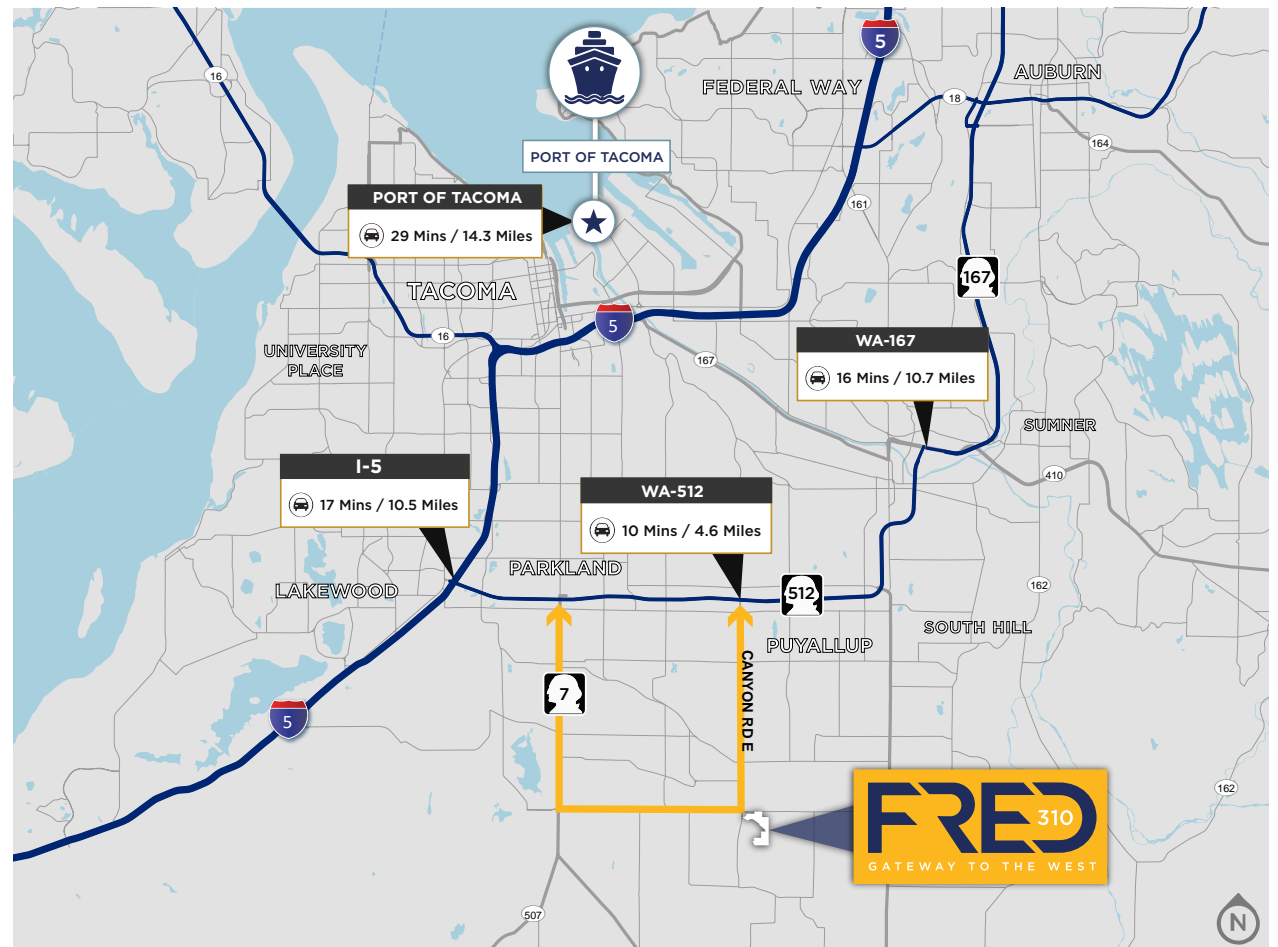 5
16
FEDERAL WAY
AUBURN
18
164
PORT OF TACOMA
PORT OF TACOMA
29 Mins / 14.3 Miles
161
TACOMA
167
5
16
UNIVERSITY
PLACE
167
WA-167
16 Mins / 10.7 Miles
SUMNER
410
I-5
17 Mins / 10.5 Miles
WA-512
10 Mins / 4.6 Miles
PARKLAND
LAKEWOOD
512
162
SOUTH HILL
PUYALLUP
CANYON RD E
7
5
162
FRED
310
GATEWAY TO THE WEST
507
N